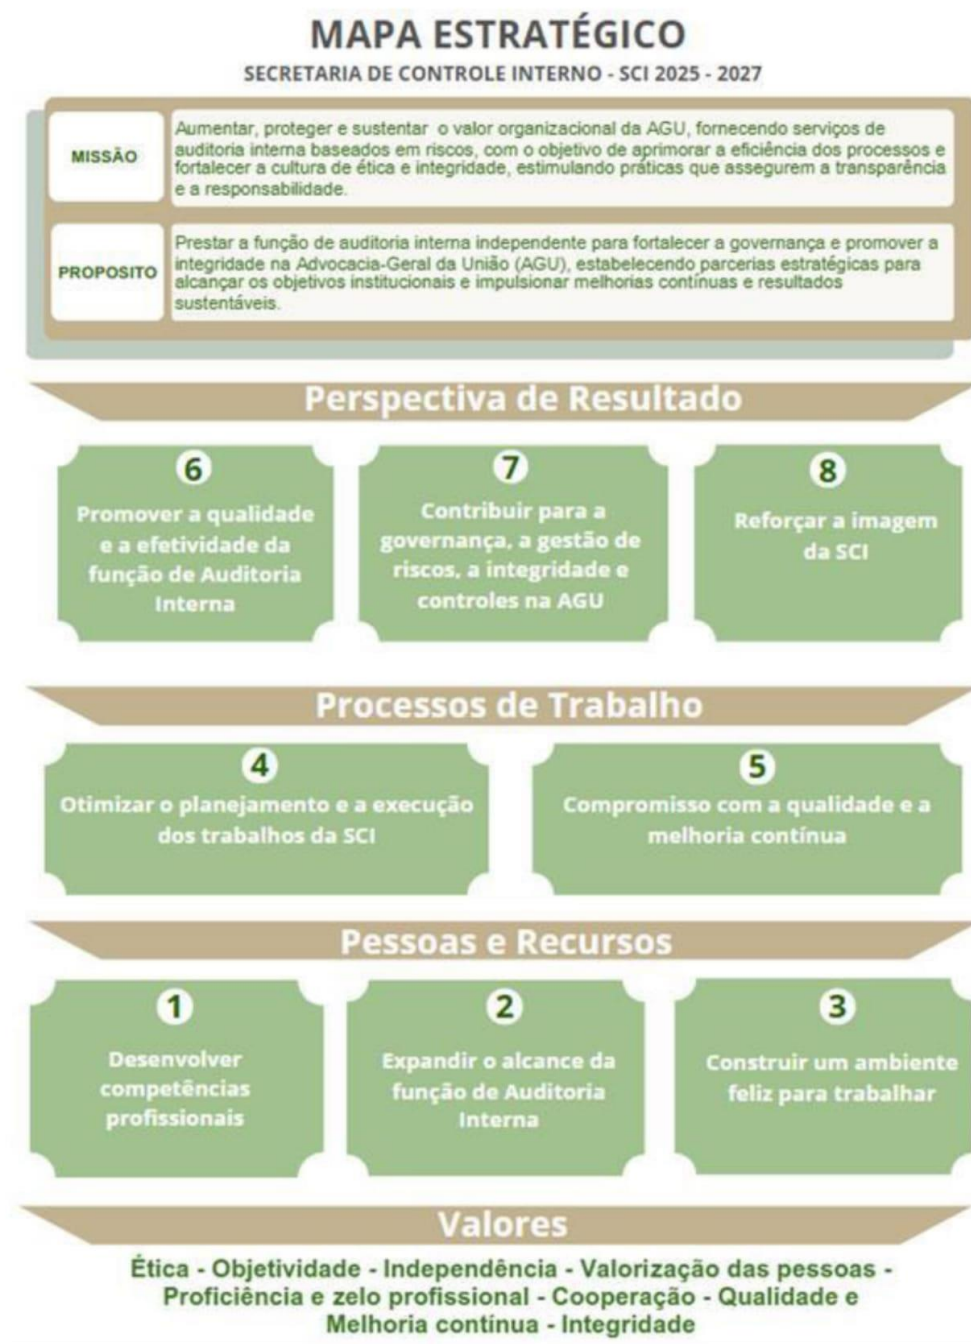 MAPA ESTRATÉGICO
SECRETARIA DE CONTROLE INTERNO - SCI 2025 - 2027
MISSÃO
Aumentar, proteger e sustentar o valor organizacional da AGU, fornecendo serviços de
auditoria interna baseados em riscos, com o objetivo de aprimorar a eficiência dos processos e
fortalecer a cultura de ética e integridade, estimulando práticas que assegurem a transparência
e a responsabilidade.
PROPOSITO
Prestar a função de auditoria interna independente para fortalecer a governança e promover a
integridade na Advocacia-Geral da União (AGU), estabelecendo parcerias estratégicas para
alcançar os objetivos institucionais e impulsionar melhorias contínuas e resultados
sustentáveis.
Perspectiva de Resultado
6
Promover a qualidade
e a efetividade da
função de Auditoria
Interna
7
Contribuir para a
governança, a gestão de
riscos, a integridade e
controles na AGU
8
Reforçar a imagem
da SCI
Processos de Trabalho
4
Otimizar o planejamento e a execução
dos trabalhos da SCI
5
Compromisso com a qualidade e a
melhoria contínua
Pessoas e Recursos
1
Desenvolver
competências
profissionais
2
Expandir o alcance da
função de Auditoria
Interna
3
Construir um ambiente
feliz para trabalhar
Valores
Ética - Objetividade - Independência - Valorização das pessoas -
Proficiência e zelo profissional - Cooperação - Qualidade e
Melhoria contínua - Integridade